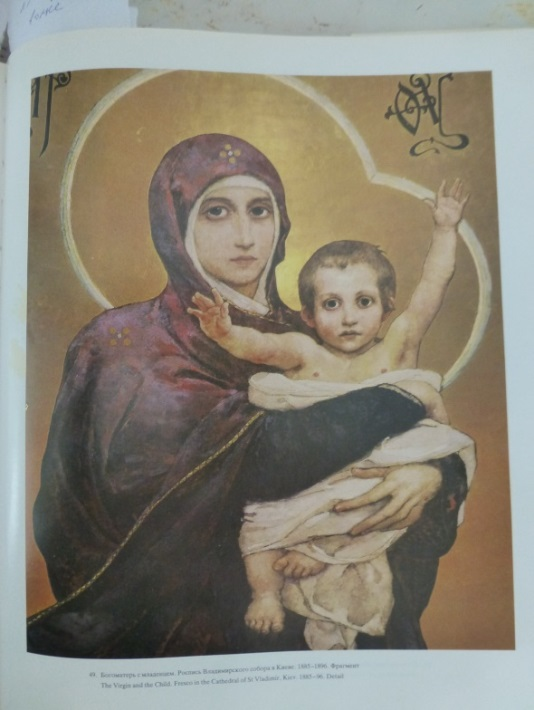 49. Богоматерь с младенцем. Роспись Владимирского собора в Киеве. 1885–1896. Фрагмент
The Virgin and the Child. Fresco in the Cathedral of St Vladimir, Kiev. 1885–96. Detail